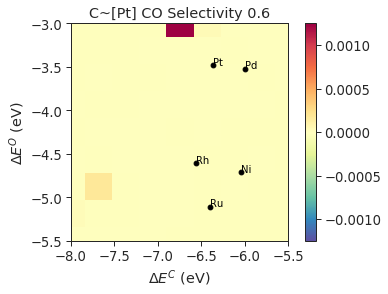 C~[Pt] CO Selectivity 0.6
−3.0
−3.5
−4.0
−4.5
−5.0
−5.5
ΔE^O (eV)
Pt
Pd
Rh
Ni
Ru
−8.0 −7.5 −7.0 −6.5 −6.0 −5.5
ΔE^C (eV)
0.0010
0.0005
0.0000
−0.0005
−0.0010